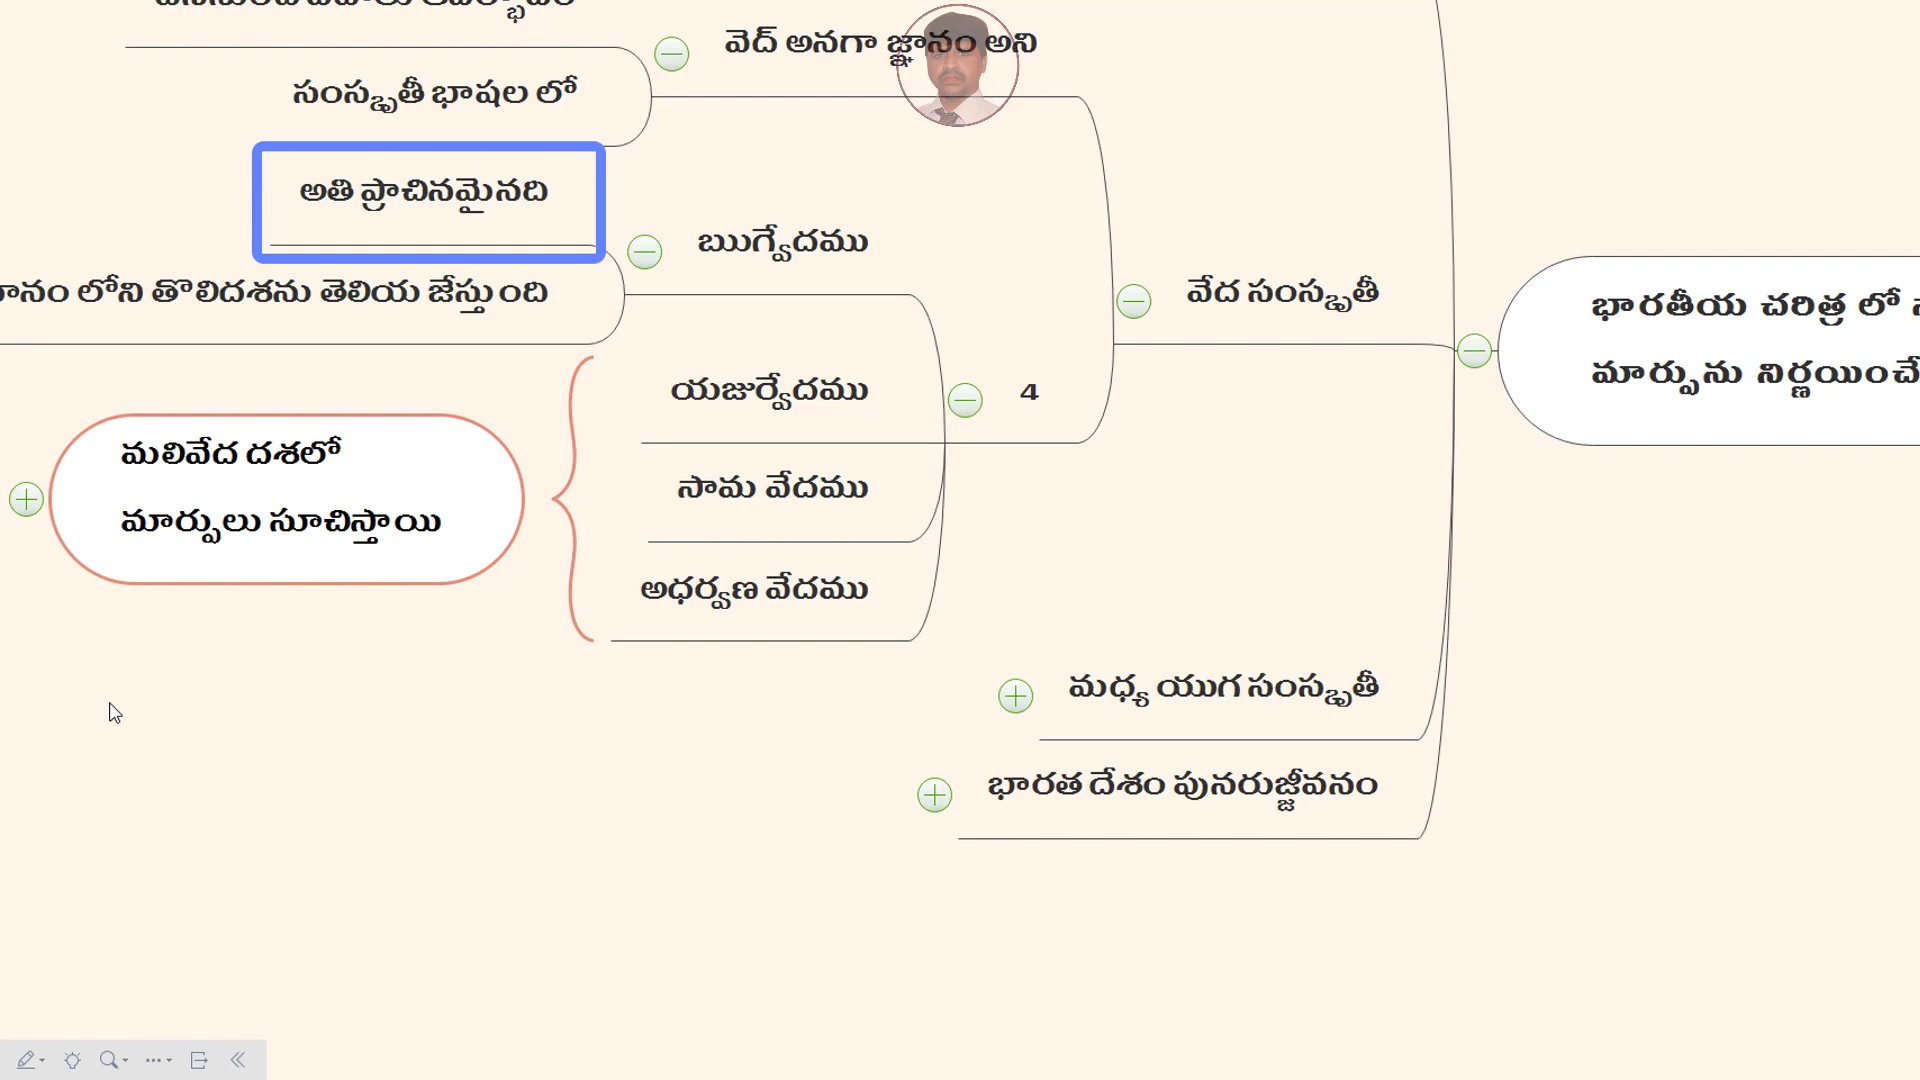 వెద్ అనగా జ్ఞానం అని
సంస్కృతీ భాషల లో
అతి ప్రాచినమైనది
ఋగ్వేదము
లోని తొలిదశను తెలియ జేస్తుంది
వేద సంస్కృతీ
భారతీయ చరిత్ర లో
మార్పును
యజుర్వేదము
4
మలివేద దశలో
మార్పులు సూచిస్తాయి
సామ వేదము
అధర్వణ వేదము
మధ్య యుగ సంస్కృతీ
భారత దేశం పునరుజ్జీవనం